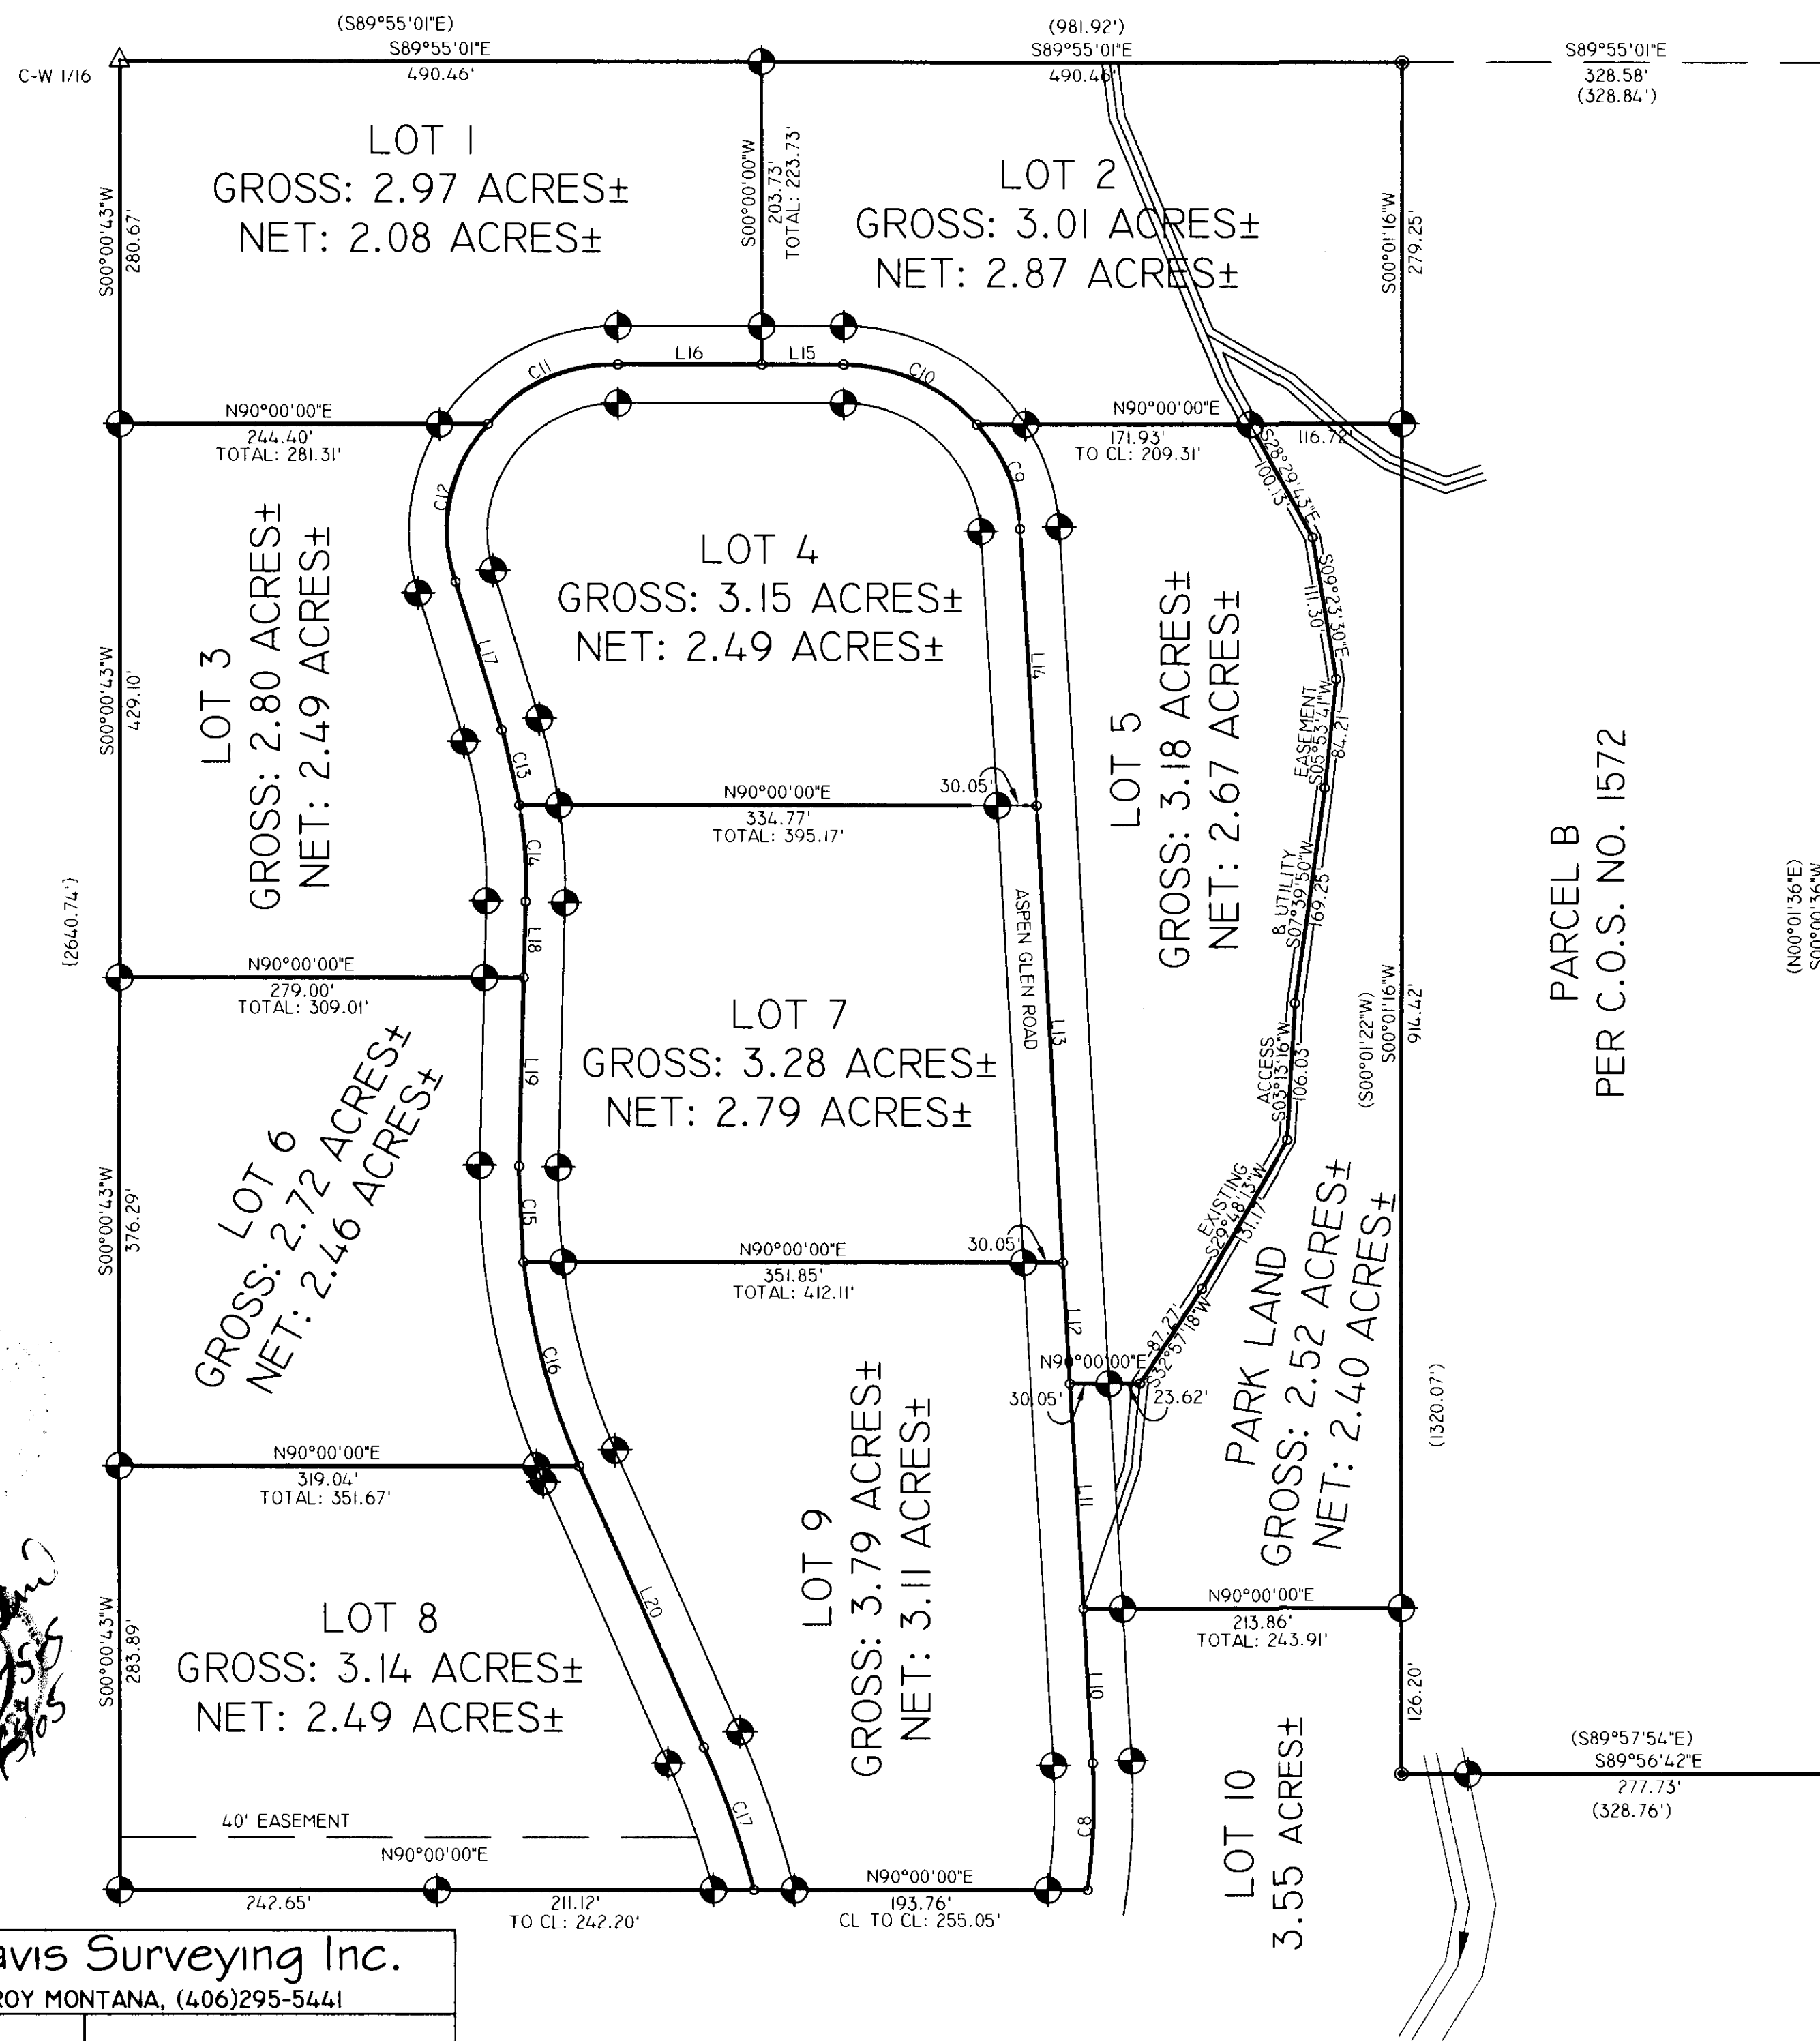 (S89°55'01"E)
S89°55'01"E
490.46'
(981.92')
S89°55'01"E
490.46'
S89°55'01"E
328.58'
(328.84')
C-W 1/16
LOT 1
GROSS: 2.97 ACRES±
NET: 2.08 ACRES±
S00°00'00"W
203.73'
TOTAL: 223.73'
LOT 2
GROSS: 3.01 ACRES±
NET: 2.87 ACRES±
S00°00'43"W
280.67'
S00°01'16"W
279.25'
L16
L15
C11
C10
N90°00'00"E
244.40'
TOTAL: 281.31'
N90°00'00"E
171.93'
TO CL: 209.31'
116.72'
C12
C9
S28°29'43"E
100.13'
S09°23'30"E
111.30'
LOT 3
GROSS: 2.80 ACRES±
NET: 2.49 ACRES±
S00°00'43"W
429.10'
LOT 4
GROSS: 3.15 ACRES±
NET: 2.49 ACRES±
L17
L14
LOT 5
GROSS: 3.18 ACRES±
NET: 2.67 ACRES±
EASEMENT
S05°53'41"W
84.21'
C13
N90°00'00"E
334.77'
TOTAL: 395.17'
30.05'
C14
L18
ASPEN GLEN ROAD
& UTILITY
S07°39'50"W
169.25'
PARCEL B
PER C.O.S. NO. 1572
(N00°01'36"E)
S00°00'36"W
(2640.74')
N90°00'00"E
279.00'
TOTAL: 309.01'
LOT 7
GROSS: 3.28 ACRES±
NET: 2.79 ACRES±
L19
L13
ACCESS
S03°13'16"W
106.03'
(S00°01'22"W)
S00°01'16"W
914.42'
LOT 6
GROSS: 2.72 ACRES±
NET: 2.46 ACRES±
S00°00'43"W
376.29'
C15
N90°00'00"E
351.85'
TOTAL: 412.11'
30.05'
EXISTING
S29°48'13"W
131.17'
L12
C16
N90°00'00"E
30.05'
23.62'
87.27'
S32°57'18"W
PARK LAND
GROSS: 2.52 ACRES±
NET: 2.40 ACRES±
(1320.07')
N90°00'00"E
319.04'
TOTAL: 351.67'
L11
LOT 9
GROSS: 3.79 ACRES±
NET: 3.11 ACRES±
N90°00'00"E
213.86'
TOTAL: 243.91'
LOT 8
GROSS: 3.14 ACRES±
NET: 2.49 ACRES±
S00°00'43"W
283.89'
L20
L10
126.20'
(S89°57'54"E)
S89°56'42"E
277.73'
(328.76')
LOT 10
3.55 ACRES±
C17
C8
40' EASEMENT
N90°00'00"E
242.65'
211.12'
TO CL: 242.20'
N90°00'00"E
193.76'
CL TO CL: 255.05'
avis Surveying Inc.
ROY MONTANA, (406)295-5441